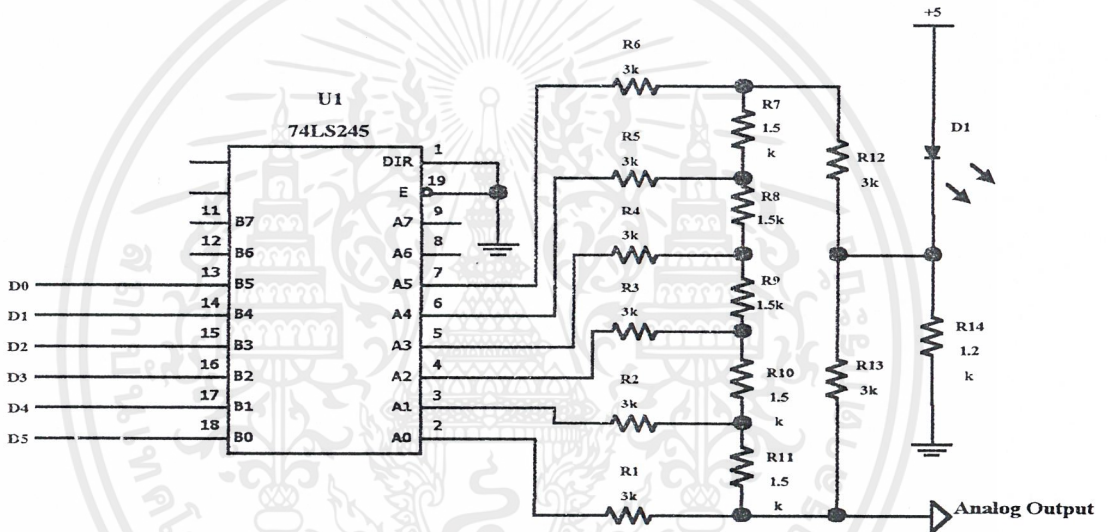 +5
R6
3k
U1
74LS245
R7
1.5
k
D1
1
DIR
R5
3k
R12
3k
19
E
R8
1.5k
11
B7
A7
9
R4
3k
12
B6
A6
8
D0
13
B5
A5
7
R3
3k
R9
1.5k
D1
14
B4
A4
6
D2
15
B3
A3
5
R14
1.2
k
D3
16
B2
A2
4
R2
3k
R10
1.5
k
R13
3k
D4
17
B1
A1
3
D5
18
B0
A0
2
R11
1.5
k
R1
3k
Analog Output